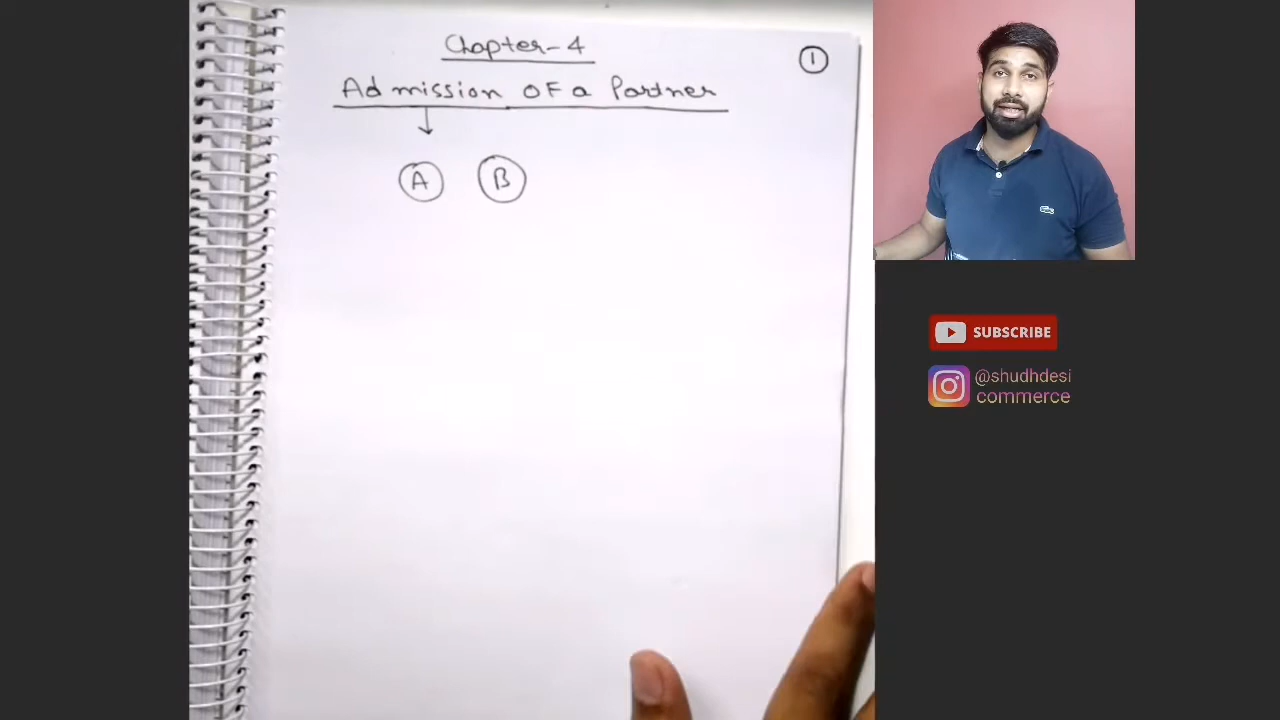 Chapter-4
1
Admission OF a Partner
A B
SUBSCRIBE
@shudhdesi
commerce